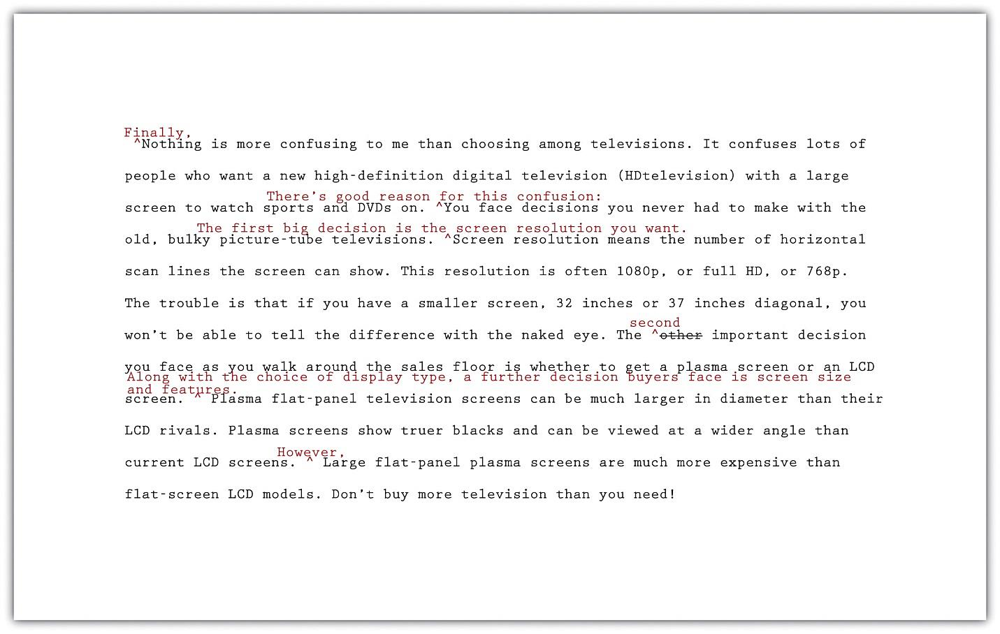 Finally,
^Nothing is more confusing to me than choosing among televisions. It confuses lots of
people who want a new high-definition digital television (HDtelevision) with a large
There's good reason for this confusion:
screen to watch sports and DVDs on. ^You face decisions you never had to make with the
The first big decision is the screen resolution you want.
old, bulky picture-tube televisions. ^Screen resolution means the number of horizontal
scan lines the screen can show. This resolution is often 1080p, or full HD, or 768p.
The trouble is that if you have a smaller screen, 32 inches or 37 inches diagonal, you
second
won't be able to tell the difference with the naked eye. The ^other important decision
you face as you walk around the sales floor is whether to get a plasma screen or an LCD
Along with the choice of display type, a further decision buyers face is screen size
and features.
screen. ^ Plasma flat-panel television screens can be much larger in diameter than their
LCD rivals. Plasma screens show truer blacks and can be viewed at a wider angle than
However,
current LCD screens. ^ Large flat-panel plasma screens are much more expensive than
flat-screen LCD models. Don't buy more television than you need!